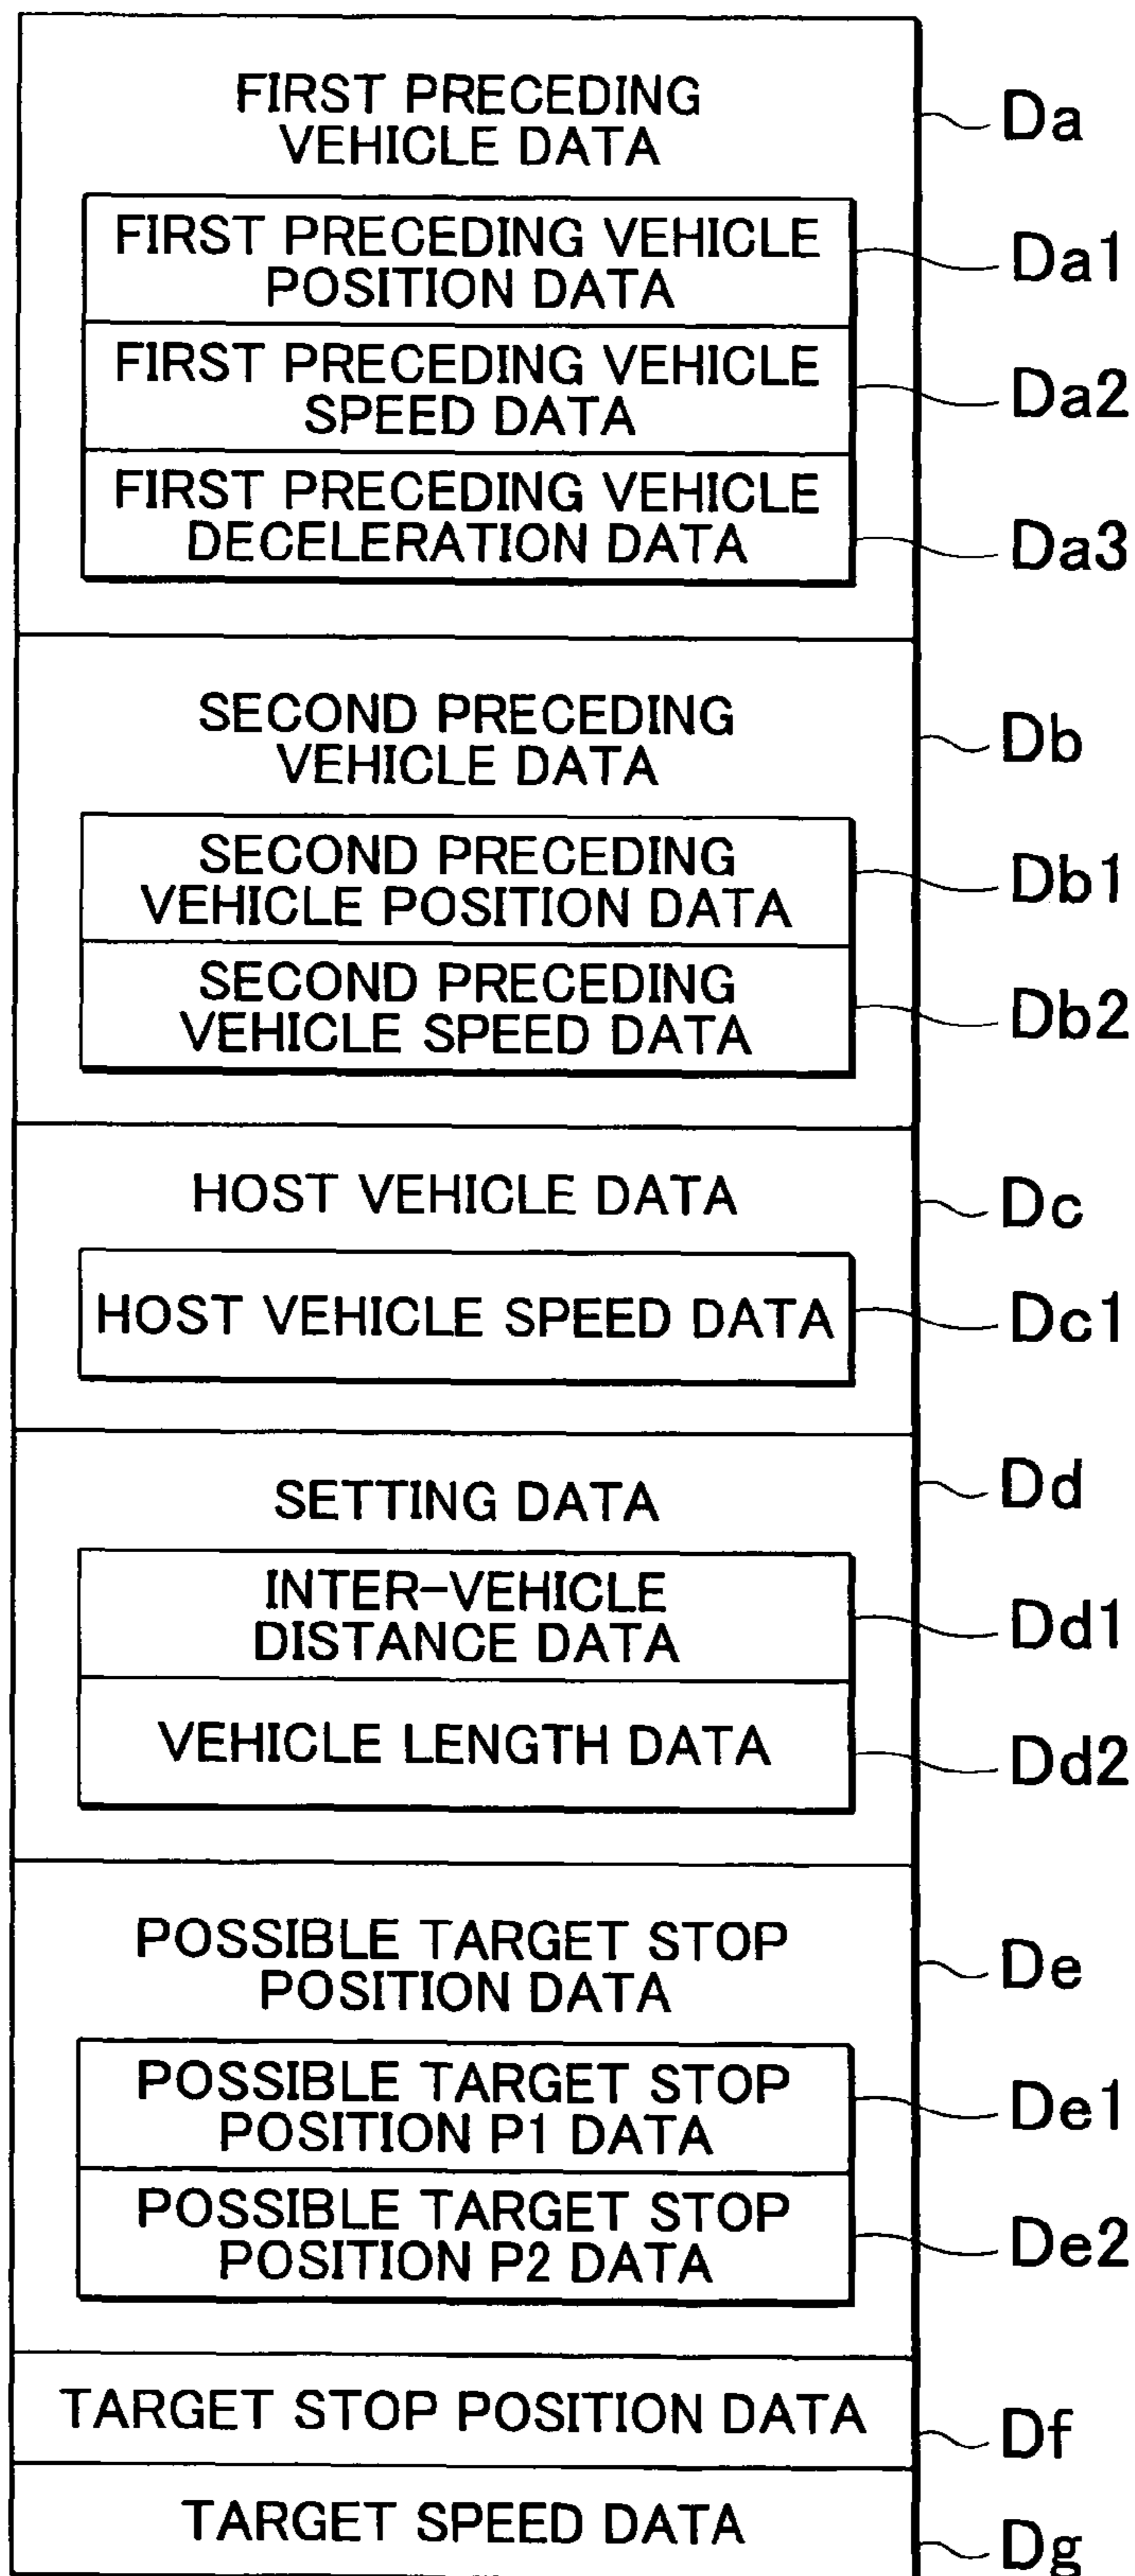 FIRST PRECEDING
VEHICLE DATA
Da
FIRST PRECEDING VEHICLE
POSITION DATA
Da1
FIRST PRECEDING VEHICLE
SPEED DATA
Da2
FIRST PRECEDING VEHICLE
DECELERATION DATA
Da3
SECOND PRECEDING
VEHICLE DATA
Db
SECOND PRECEDING
VEHICLE POSITION DATA
Db1
SECOND PRECEDING
VEHICLE SPEED DATA
Db2
HOST VEHICLE DATA
Dc
HOST VEHICLE SPEED DATA
Dc1
SETTING DATA
Dd
INTER-VEHICLE
DISTANCE DATA
Dd1
VEHICLE LENGTH DATA
Dd2
POSSIBLE TARGET STOP
POSITION DATA
De
POSSIBLE TARGET STOP
POSITION P1 DATA
De1
POSSIBLE TARGET STOP
POSITION P2 DATA
De2
TARGET STOP POSITION DATA
Df
TARGET SPEED DATA
Dg